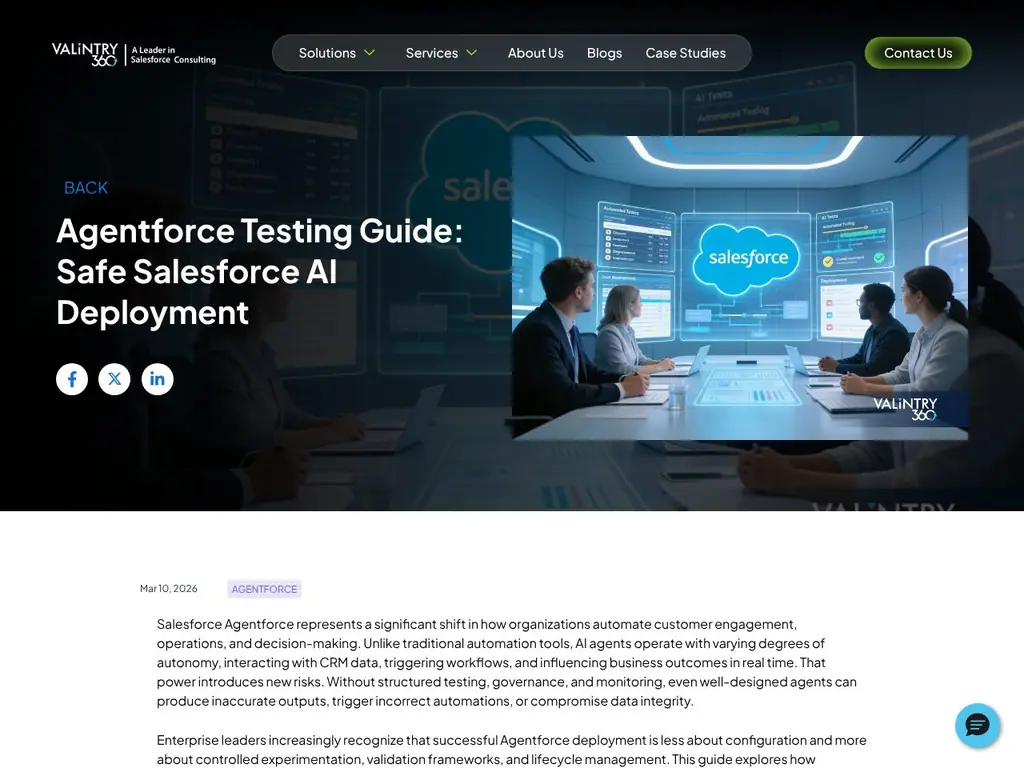 VALiNTRY
360
A Leader in
Salesforce Consulting
Solutions
Services
About Us
Blogs
Case Studies
Contact Us
BACK
Agentforce Testing Guide:
Safe Salesforce AI
Deployment
sale
AI Tests
Automated Testing
salesforce
VALiNTRY
360
VALiNTRY
Mar 10, 2026
AGENTFORCE
Salesforce Agentforce represents a significant shift in how organizations automate customer engagement,
operations, and decision-making. Unlike traditional automation tools, AI agents operate with varying degrees of
autonomy, interacting with CRM data, triggering workflows, and influencing business outcomes in real time. That
power introduces new risks. Without structured testing, governance, and monitoring, even well-designed agents can
produce inaccurate outputs, trigger incorrect automations, or compromise data integrity.
Enterprise leaders increasingly recognize that successful Agentforce deployment is less about configuration and more
about controlled experimentation, validation frameworks, and lifecycle management. This guide explores how